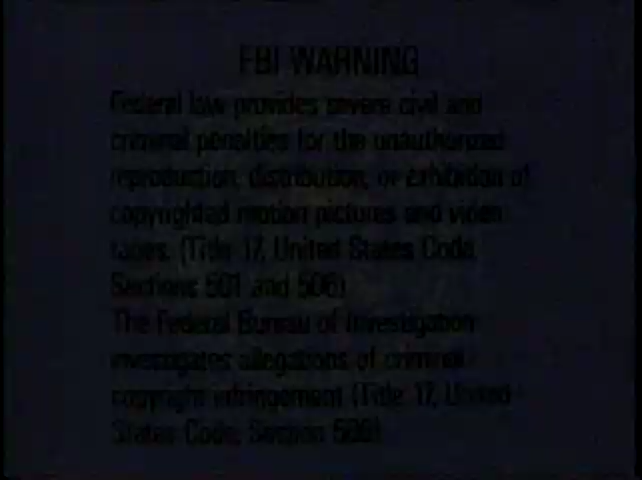 FBI WARNING
Federal law provides severe civil and
criminal penalties for the unauthorized
reproduction, distribution, or exhibition of
copyrighted motion pictures and video
tapes. (Title 17, United States Code,
Sections 501 and 506)
The Federal Bureau of Investigation
investigates allegations of criminal
copyright infringement (Title 17, United
States Code, Section 506)